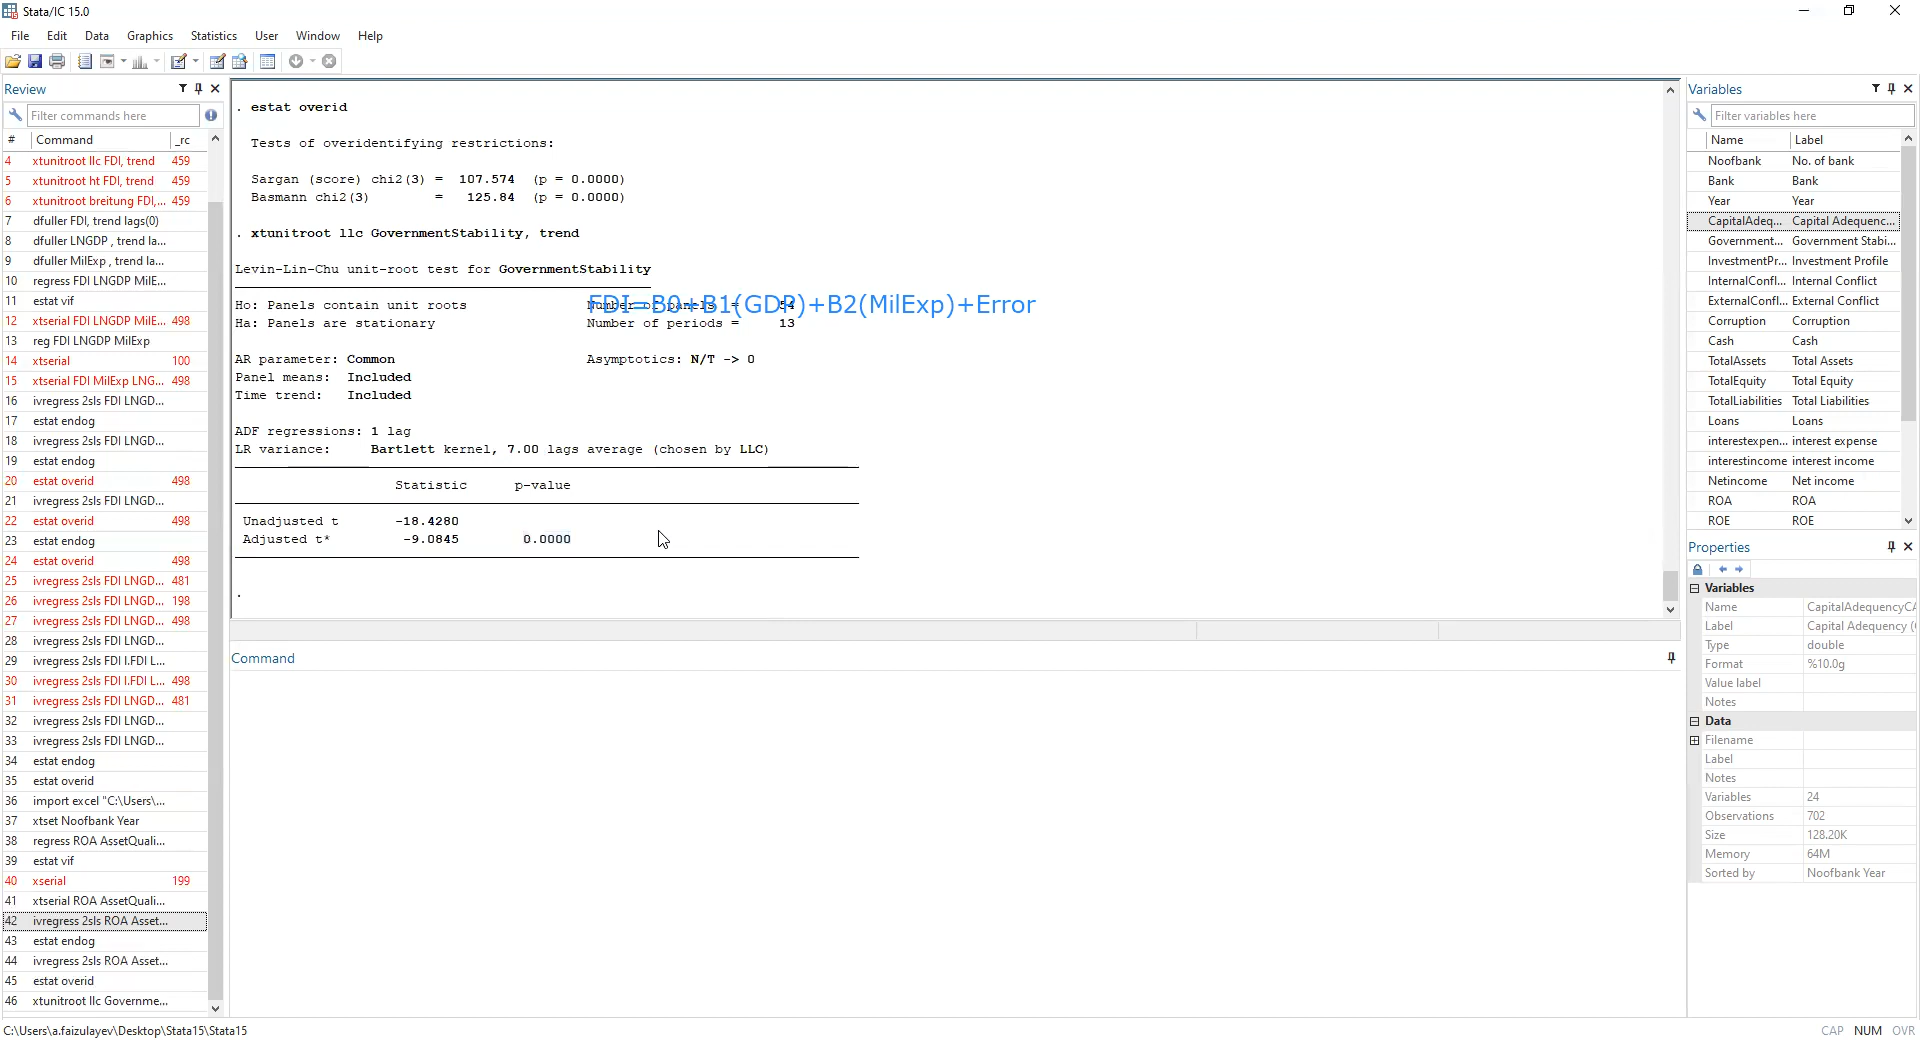 Stata/IC 15.0
File Edit Data Graphics Statistics User Window Help
Review
Filter commands here
# Command _rc
4 xtunitroot llc FDI, trend 459
5 xtunitroot ht FDI, trend 459
6 xtunitroot breitung FDI,... 459
7 dfuller FDI, trend lags(0)
8 dfuller LNGDP , trend la...
9 dfuller MilExp , trend la...
10 regress FDI LNGDP MilE...
11 estat vif
12 xtserial FDI LNGDP MilE... 498
13 reg FDI LNGDP MilExp
14 xtserial 100
15 xtserial FDI MilExp LNG... 498
16 ivregress 2sls FDI LNGD...
17 estat endog
18 ivregress 2sls FDI LNGD...
19 estat endog
20 estat overid 498
21 ivregress 2sls FDI LNGD...
22 estat overid 498
23 estat endog
24 estat overid 498
25 ivregress 2sls FDI LNGD... 481
26 ivregress 2sls FDI LNGD... 198
27 ivregress 2sls FDI LNGD... 498
28 ivregress 2sls FDI LNGD...
29 ivregress 2sls FDI l.FDI L...
30 ivregress 2sls FDI l.FDI L... 498
31 ivregress 2sls FDI LNGD... 481
32 ivregress 2sls FDI LNGD...
33 ivregress 2sls FDI LNGD...
34 estat endog
35 estat overid
36 import excel "C:\Users\...
37 xtset Noofbank Year
38 regress ROA AssetQuali...
39 estat vif
40 xserial 199
41 xtserial ROA AssetQuali...
42 ivregress 2sls ROA Asset...
43 estat endog
44 ivregress 2sls ROA Asset...
45 estat overid
46 xtunitroot llc Governme...
. estat overid
Tests of overidentifying restrictions:
Sargan (score) chi2(3) = 107.574 (p = 0.0000)
Basmann chi2(3) = 125.84 (p = 0.0000)
. xtunitroot llc GovernmentStability, trend
Levin-Lin-Chu unit-root test for GovernmentStability
Ho: Panels contain unit roots Number of panels = 54
FDI=B0+B1(GDP)+B2(MilExp)+Error
Ha: Panels are stationary Number of periods = 13
AR parameter: Common Asymptotics: N/T -> 0
Panel means: Included
Time trend: Included
ADF regressions: 1 lag
LR variance: Bartlett kernel, 7.00 lags average (chosen by LLC)
Statistic p-value
Unadjusted t -18.4280
Adjusted t* -9.0845 0.0000
.
Command
Variables
Filter variables here
Name Label
Noofbank No. of bank
Bank Bank
Year Year
CapitalAdeq... Capital Adequenc...
Government... Government Stabi...
InvestmentPr... Investment Profile
InternalConfl... Internal Conflict
ExternalConfl... External Conflict
Corruption Corruption
Cash Cash
TotalAssets Total Assets
TotalEquity Total Equity
TotalLiabilities Total Liabilities
Loans Loans
interestexpen... interest expense
interestincome interest income
Netincome Net income
ROA ROA
ROE ROE
Properties
Variables
Name CapitalAdequencyCA
Label Capital Adequency (
Type double
Format %10.0g
Value label
Notes
Data
Filename
Label
Notes
Variables 24
Observations 702
Size 128.20K
Memory 64M
Sorted by Noofbank Year
C:\Users\a.faizulayev\Desktop\Stata15\Stata15
CAP NUM OVR